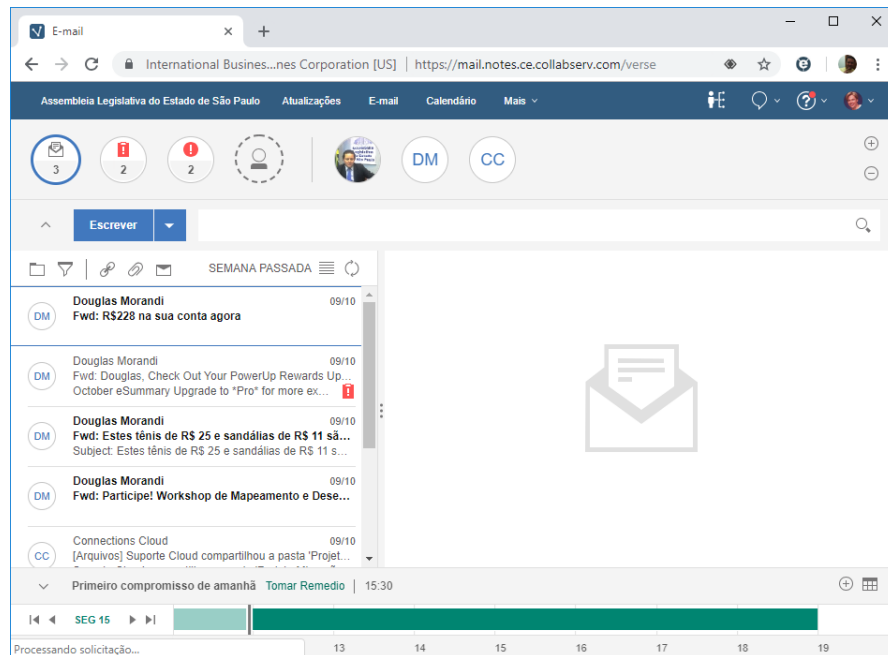 E-mail
International Busines...nes Corporation [US] | https://mail.notes.ce.collabserv.com/verse
Assembleia Legislativa do Estado de São Paulo Atualizações E-mail Calendário Mais
3 2 2 DM CC
Escrever
SEMANA PASSADA
Douglas Morandi 09/10
DM
Fwd: R$228 na sua conta agora
Douglas Morandi 09/10
DM
Fwd: Douglas, Check Out Your PowerUp Rewards Up...
October eSummary Upgrade to *Pro* for more ex...
Douglas Morandi 09/10
DM
Fwd: Estes tênis de R$ 25 e sandálias de R$ 11 sã...
Subject: Estes tênis de R$ 25 e sandálias de R$ 11 s...
Douglas Morandi 09/10
DM
Fwd: Participe! Workshop de Mapeamento e Dese...
Connections Cloud 09/10
CC
[Arquivos] Suporte Cloud compartilhou a pasta 'Projet...
Primeiro compromisso de amanhã Tomar Remedio | 15:30
SEG 15
Processando solicitação... 13 14 15 16 17 18 19